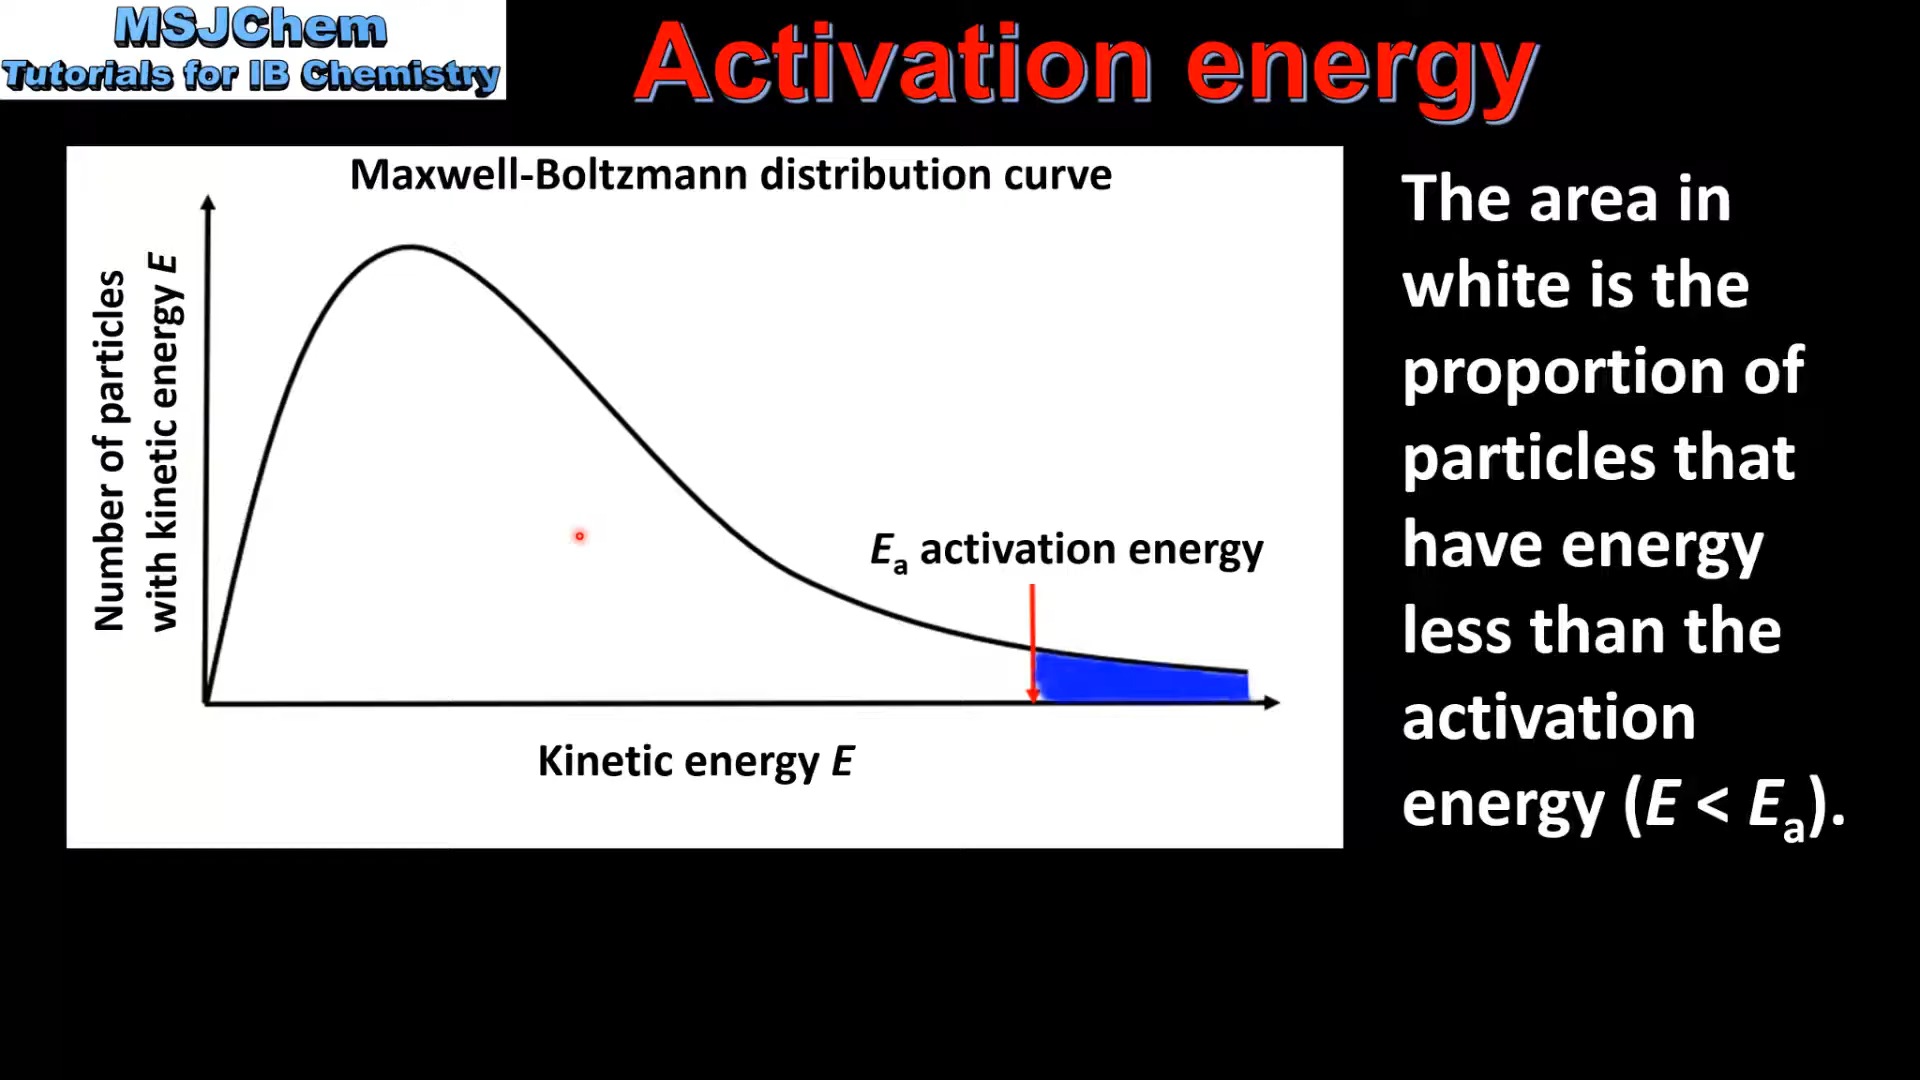 MSJChem
Tutorials for IB Chemistry
Activation energy
Maxwell-Boltzmann distribution curve
Number of particles
with kinetic energy E
Ea activation energy
Kinetic energy E
The area in
white is the
proportion of
particles that
have energy
less than the
activation
energy (E < Ea).